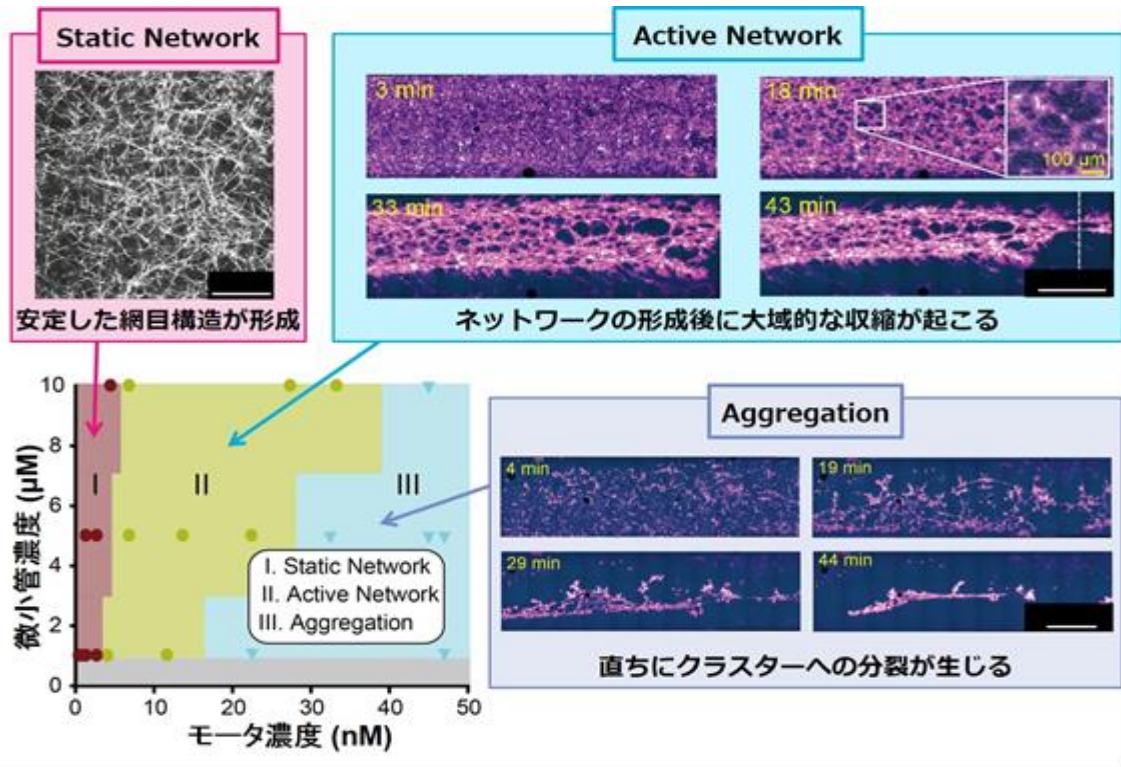 Static Network
安定した網目構造が形成
Active Network
3 min
18 min
100 μm
33 min
43 min
ネットワークの形成後に大域的な収縮が起こる
Aggregation
4 min
19 min
29 min
44 min
直ちにクラスターへの分裂が生じる
微小管濃度 (μM)
10
8
6
4
2
0
I
II
III
I. Static Network
II. Active Network
III. Aggregation
0
10
20
30
40
50
モータ濃度 (nM)